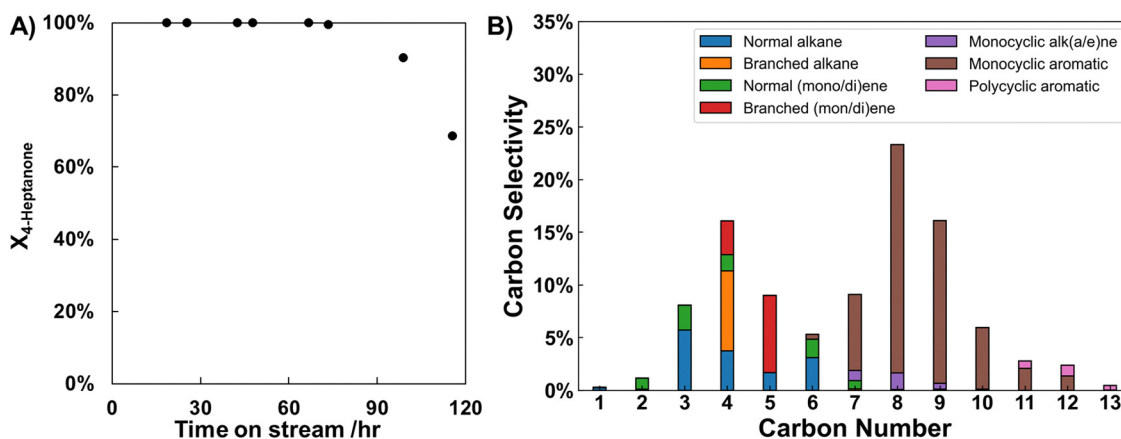 A)
100%
80%
60%
40%
20%
0%
X4-Heptanone
0 30 60 90 120
Time on stream /hr
B)
35%
30%
25%
20%
15%
10%
5%
0%
Carbon Selectivity
Normal alkane
Branched alkane
Normal (mono/di)ene
Branched (mon/di)ene
Monocyclic alk(a/e)ne
Monocyclic aromatic
Polycyclic aromatic
1 2 3 4 5 6 7 8 9 10 11 12 13
Carbon Number